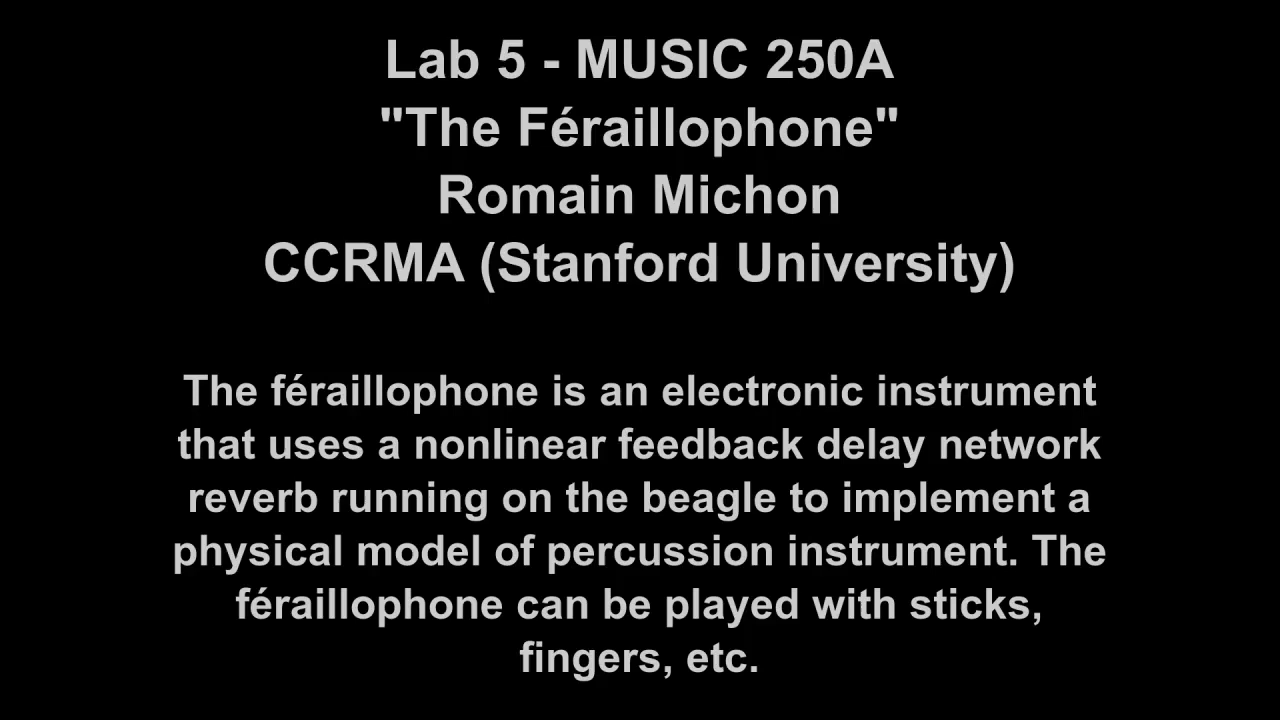 Lab 5 - MUSIC 250A
"The Féraillophone"
Romain Michon
CCRMA (Stanford University)
The féraillophone is an electronic instrument
that uses a nonlinear feedback delay network
reverb running on the beagle to implement a
physical model of percussion instrument. The
féraillophone can be played with sticks,
fingers, etc.